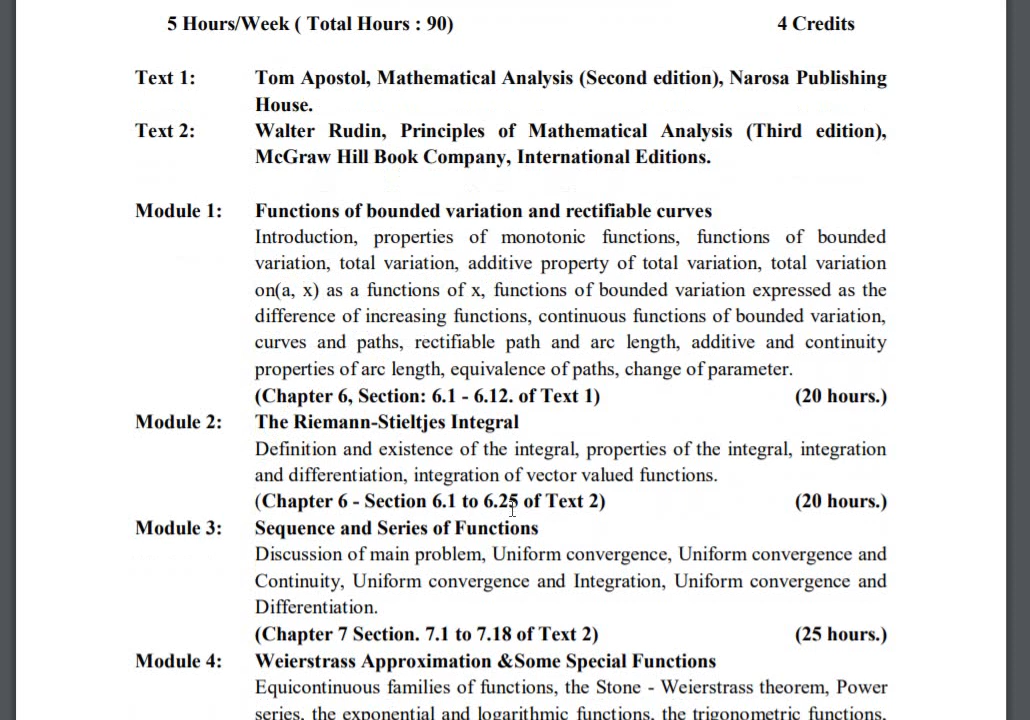 5 Hours/Week ( Total Hours : 90) 4 Credits
Text 1: Tom Apostol, Mathematical Analysis (Second edition), Narosa Publishing
House.
Text 2: Walter Rudin, Principles of Mathematical Analysis (Third edition),
McGraw Hill Book Company, International Editions.
Module 1: Functions of bounded variation and rectifiable curves
Introduction, properties of monotonic functions, functions of bounded
variation, total variation, additive property of total variation, total variation
on(a, x) as a functions of x, functions of bounded variation expressed as the
difference of increasing functions, continuous functions of bounded variation,
curves and paths, rectifiable path and arc length, additive and continuity
properties of arc length, equivalence of paths, change of parameter.
(Chapter 6, Section: 6.1 - 6.12. of Text 1) (20 hours.)
Module 2: The Riemann-Stieltjes Integral
Definition and existence of the integral, properties of the integral, integration
and differentiation, integration of vector valued functions.
(Chapter 6 - Section 6.1 to 6.25 of Text 2) (20 hours.)
Module 3: Sequence and Series of Functions
Discussion of main problem, Uniform convergence, Uniform convergence and
Continuity, Uniform convergence and Integration, Uniform convergence and
Differentiation.
(Chapter 7 Section. 7.1 to 7.18 of Text 2) (25 hours.)
Module 4: Weierstrass Approximation &Some Special Functions
Equicontinuous families of functions, the Stone - Weierstrass theorem, Power
series, the exponential and logarithmic functions, the trigonometric functions,